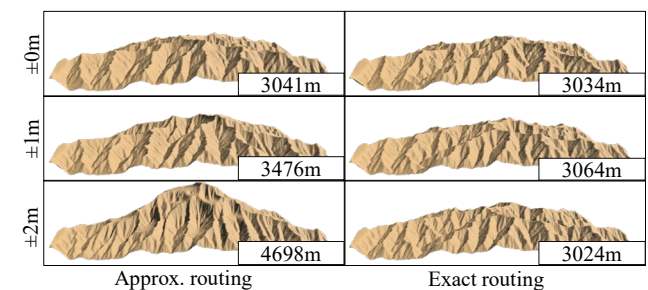 ±0m
3041m
3034m
±1m
3476m
3064m
±2m
4698m
3024m
Approx. routing
Exact routing